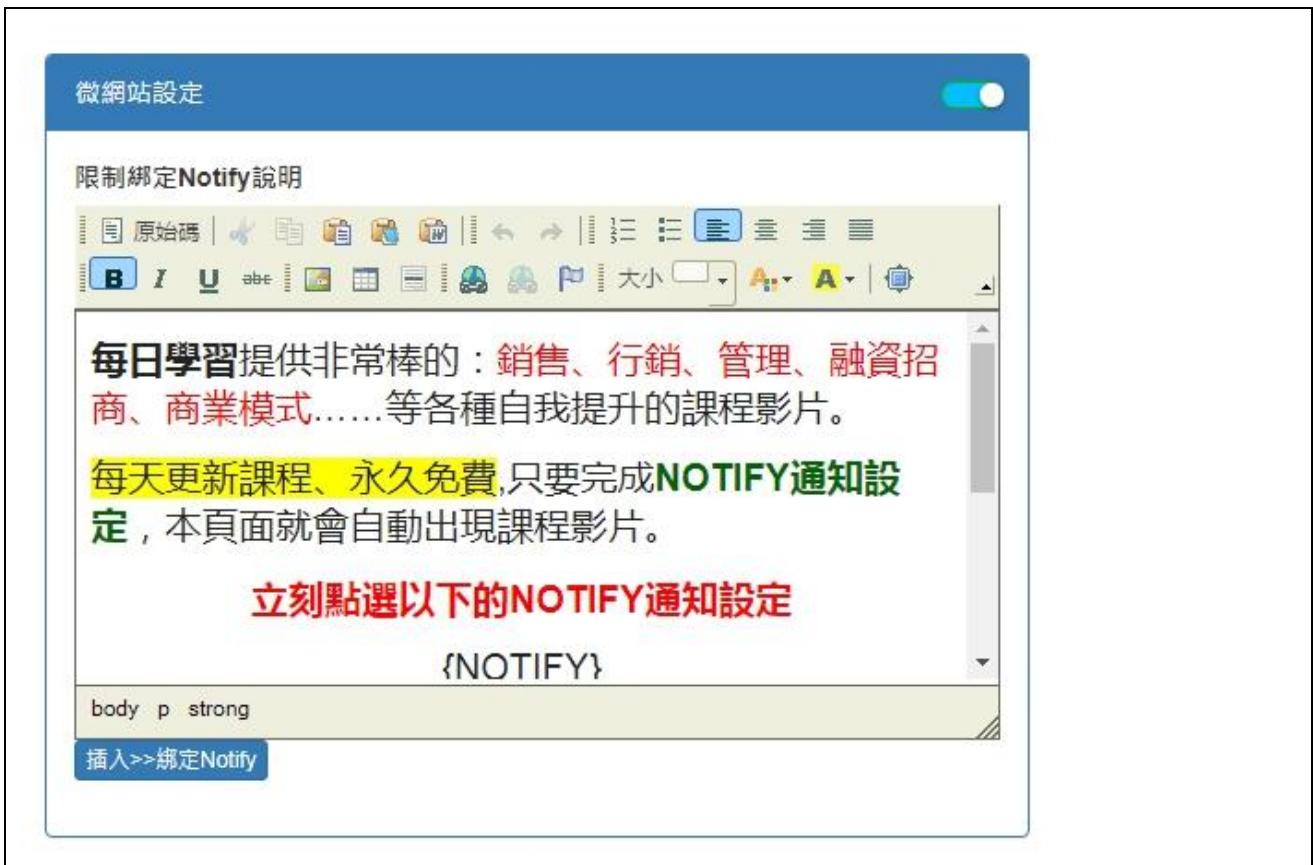 微網站設定
限制綁定Notify說明
原始碼
B I U abc 大小 A A
每日學習提供非常棒的：銷售、行銷、管理、融資招
商、商業模式……等各種自我提升的課程影片。
每天更新課程、永久免費,只要完成NOTIFY通知設
定，本頁面就會自動出現課程影片。
立刻點選以下的NOTIFY通知設定
{NOTIFY}
body p strong
插入>>綁定Notify